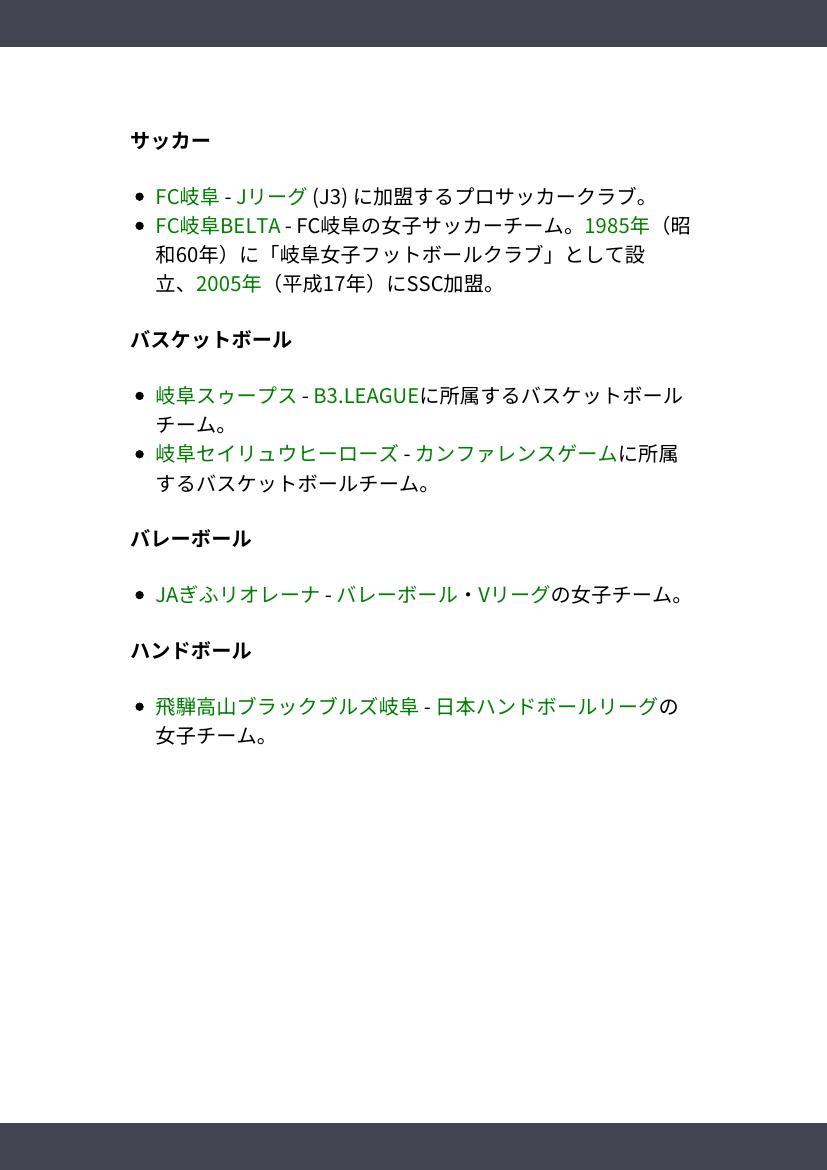 サッカー
FC岐阜 - Jリーグ (J3) に加盟するプロサッカークラブ。
FC岐阜BELTA - FC岐阜の女子サッカーチーム。1985年（昭
和60年）に「岐阜女子フットボールクラブ」として設
立、2005年（平成17年）にSSC加盟。
バスケットボール
岐阜スゥープス - B3.LEAGUEに所属するバスケットボール
チーム。
岐阜セイリュウヒーローズ - カンファレンスゲームに所属
するバスケットボールチーム。
バレーボール
JAぎふリオレーナ - バレーボール・Vリーグの女子チーム。
ハンドボール
飛騨高山ブラックブルズ岐阜 - 日本ハンドボールリーグの
女子チーム。